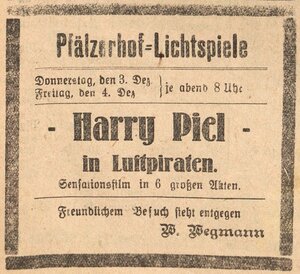 Pfälzerhof=Lichtspiele
Donnerstag, den 3. Dez.
Freitag, den 4. Dez } je abend 8 Uhr
- Harry Piel -
in Luftpiraten.
Sensationsfilm in 6 großen Akten.
Freundlichem Besuch sieht entgegen
W. Wegmann